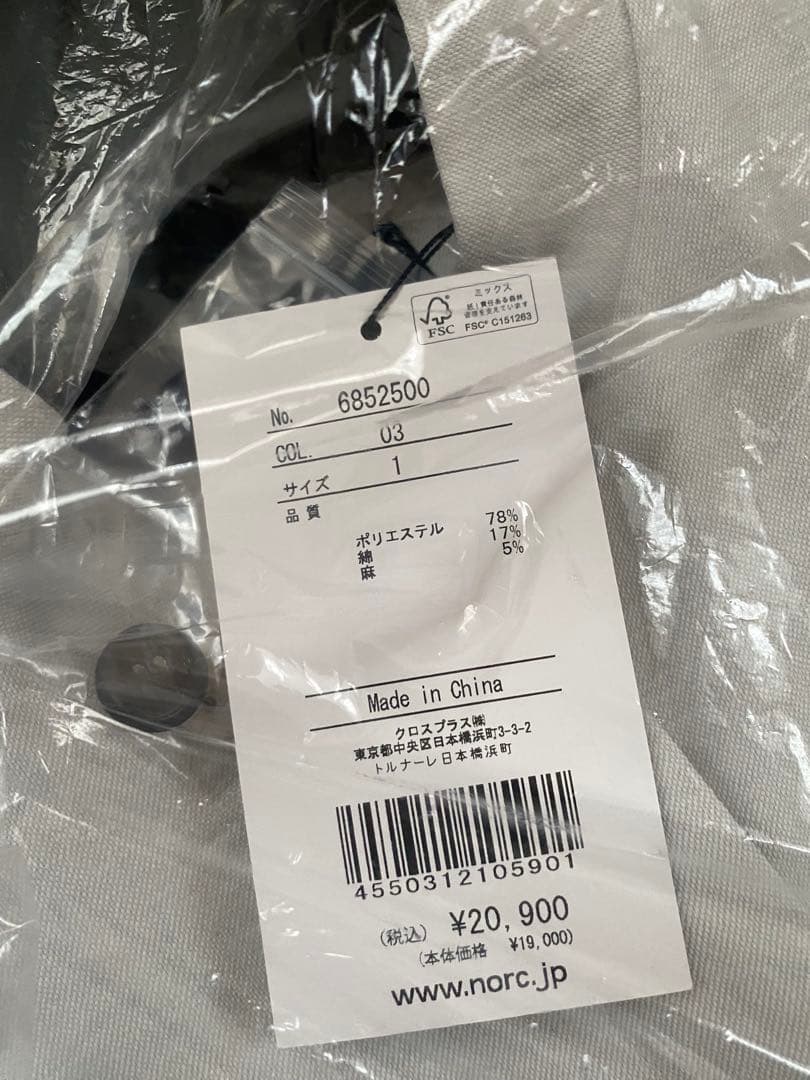 ミックス
紙｜責任ある森林
資源を支えています
FSC
FSC® C151263
No. 6852500
COL. 03
サイズ 1
品質
ポリエステル 78%
綿 17%
麻 5%
Made in China
クロスプラス㈱
東京都中央区日本橋浜町3-3-2
トルナーレ日本橋浜町
4550312105901
(税込) ¥20,900
(本体価格 ¥19,000)
www.norc.jp